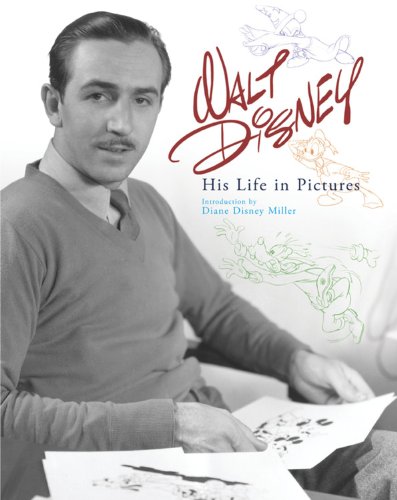 WALT
DISNEY
His Life in Pictures
Introduction by
Diane Disney Miller